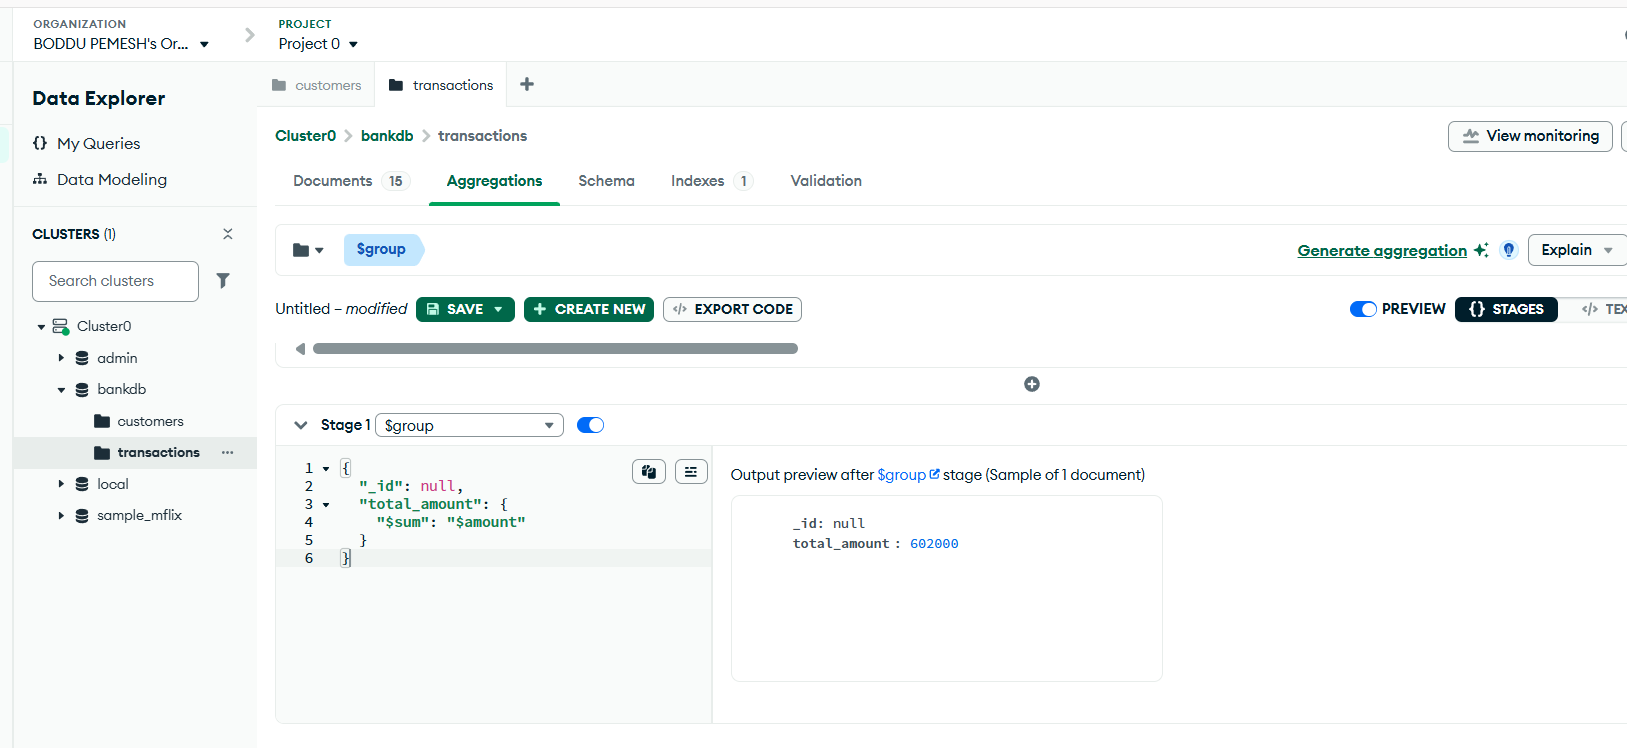 ORGANIZATION
BODDU PEMESH's Or...
PROJECT
Project 0
Data Explorer
My Queries
Data Modeling
CLUSTERS (1)
Search clusters
Cluster0
admin
bankdb
customers
transactions
local
sample_mflix
customers
transactions
Cluster0 > bankdb > transactions
View monitoring
Documents 15
Aggregations
Schema
Indexes 1
Validation
$group
Generate aggregation
Explain
Untitled – modified
SAVE
+ CREATE NEW
</> EXPORT CODE
PREVIEW
{} STAGES
</> TEX
Stage 1 $group
1 {
2 "_id": null,
3 "total_amount": {
4 "$sum": "$amount"
5 }
6 }
Output preview after $group stage (Sample of 1 document)
_id: null
total_amount : 602000